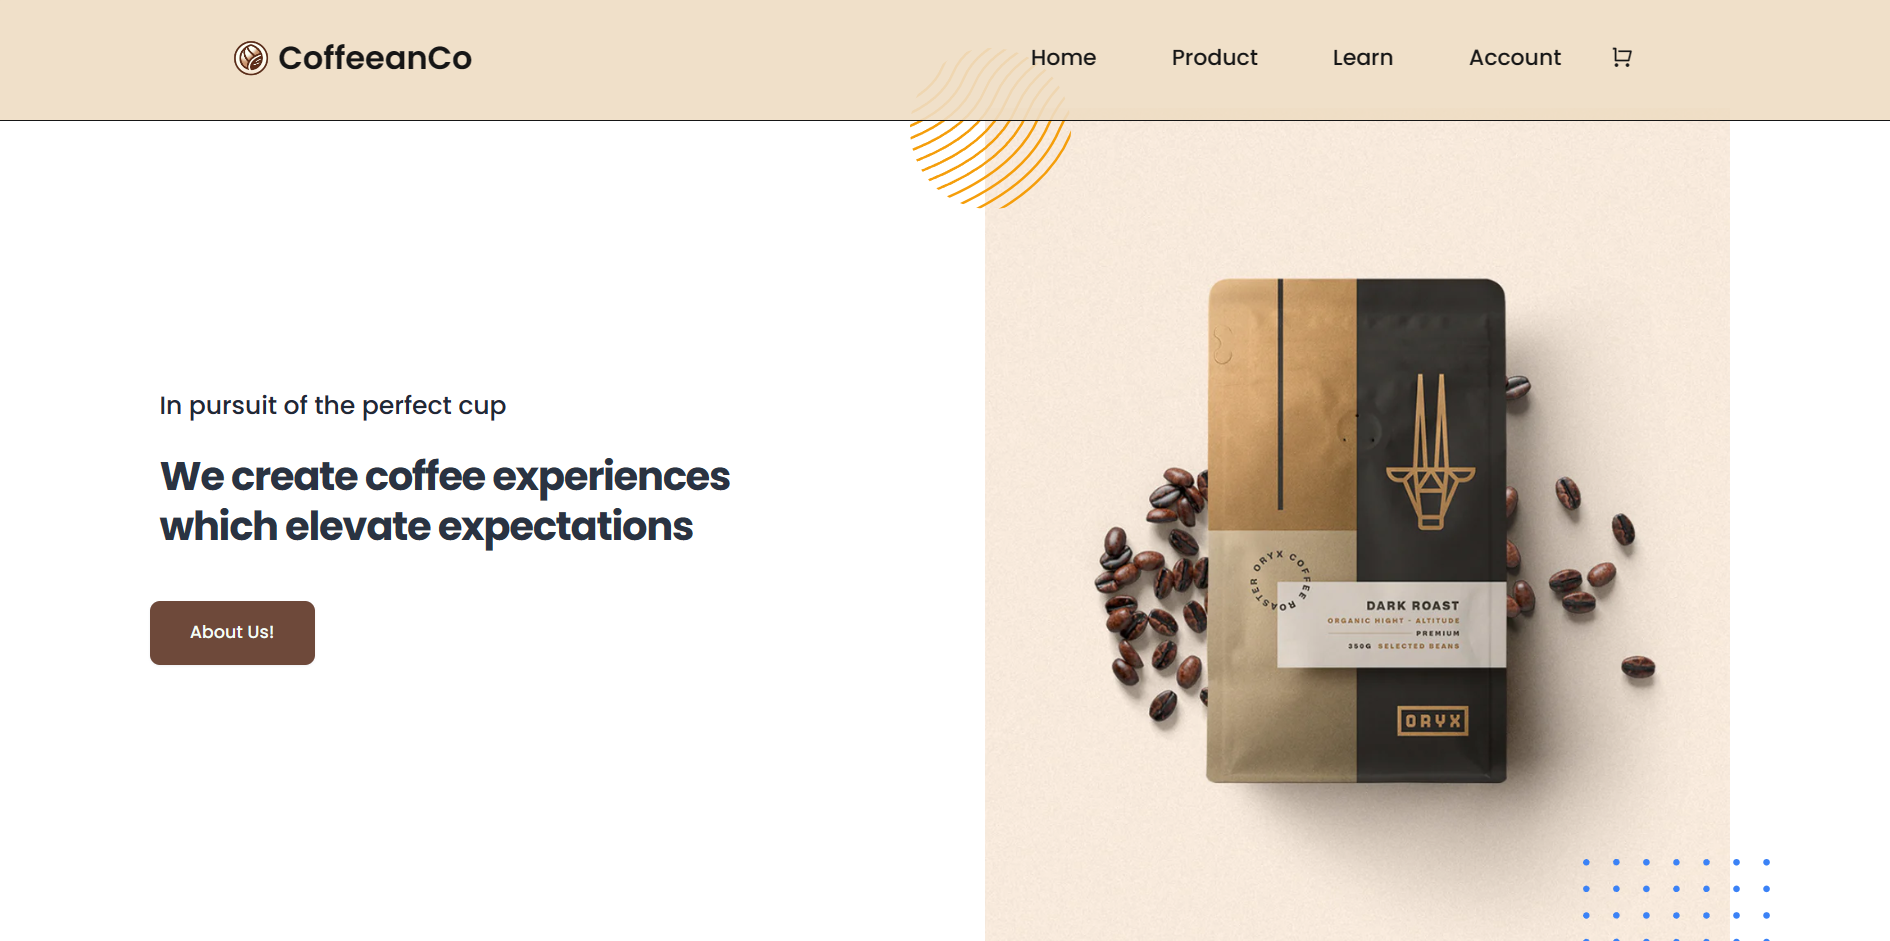 CoffeeanCo
Home Product Learn Account
In pursuit of the perfect cup
We create coffee experiences
which elevate expectations
About Us!
ORYX COFFEE ROASTER
DARK ROAST
ORGANIC HIGHT - ALTITUDE
PREMIUM
350G SELECTED BEANS
ORYX